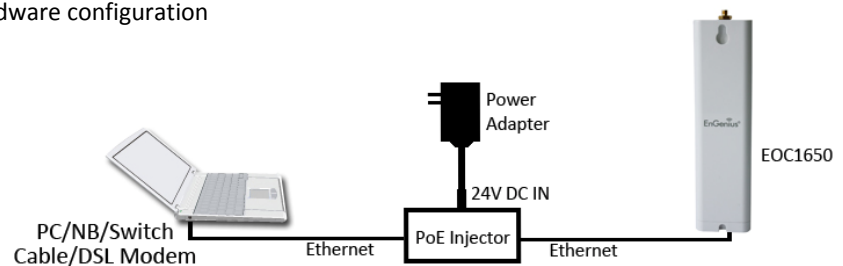 dware configuration
Power
Adapter
EnGenius®
EOC1650
24V DC IN
PC/NB/Switch
Cable/DSL Modem
Ethernet
PoE Injector
Ethernet